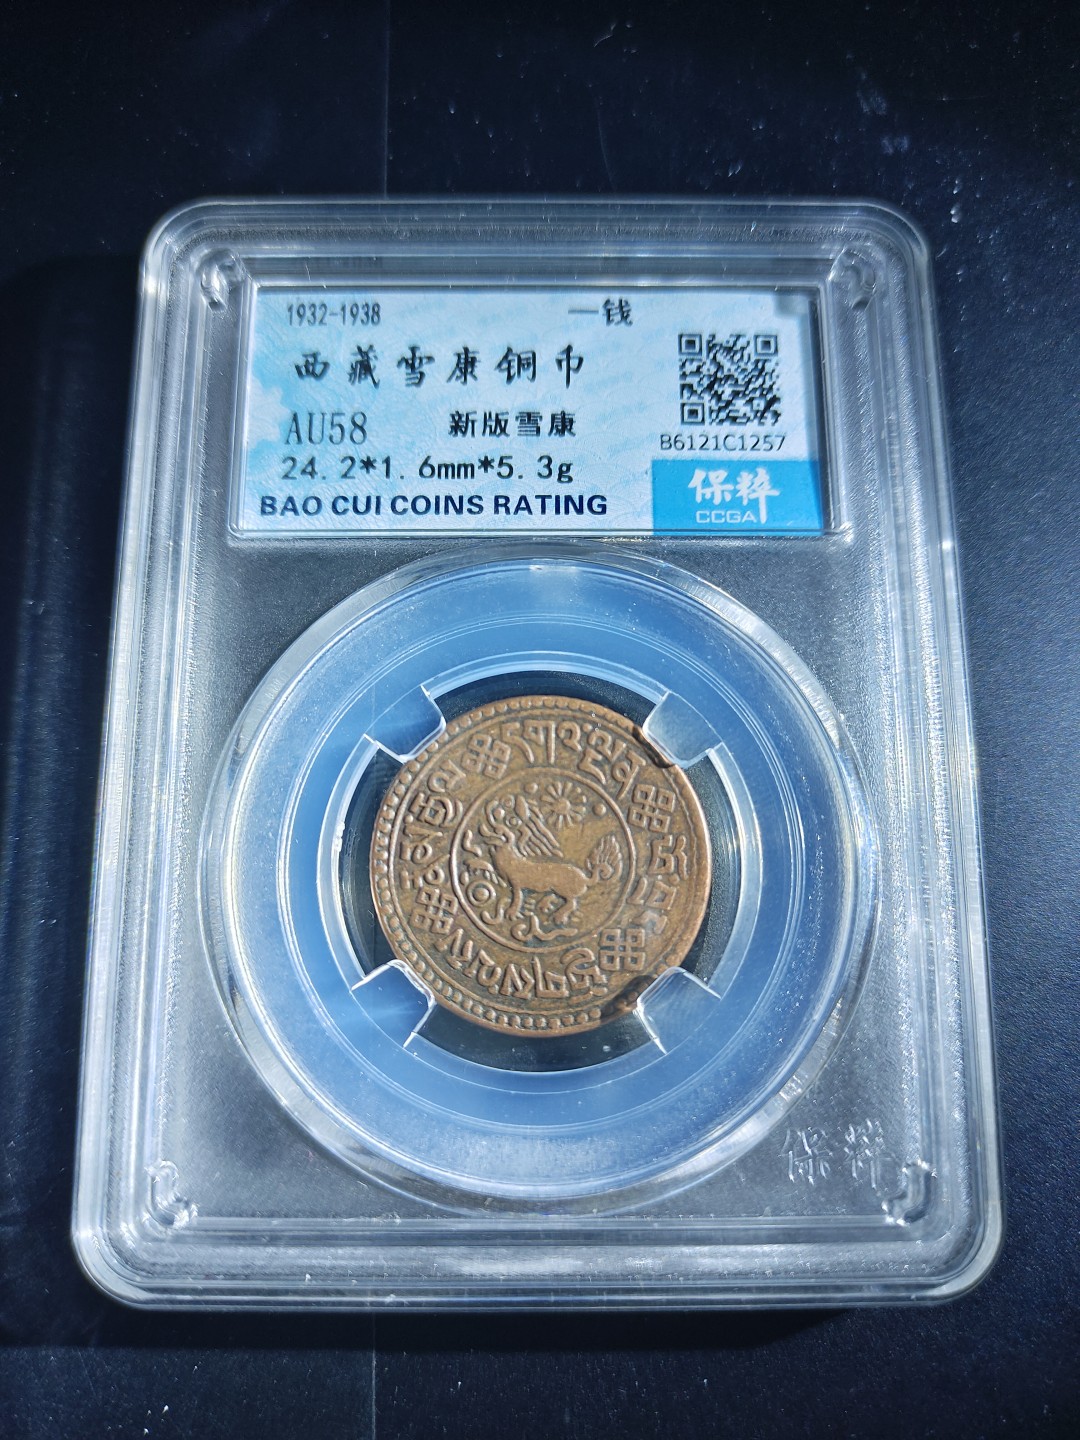 1932-1938 一钱
西藏雪康铜币
AU58 新版雪康
B6121C1257
24.2*1.6mm*5.3g
BAO CUI COINS RATING
保粹
CCGA
保粹